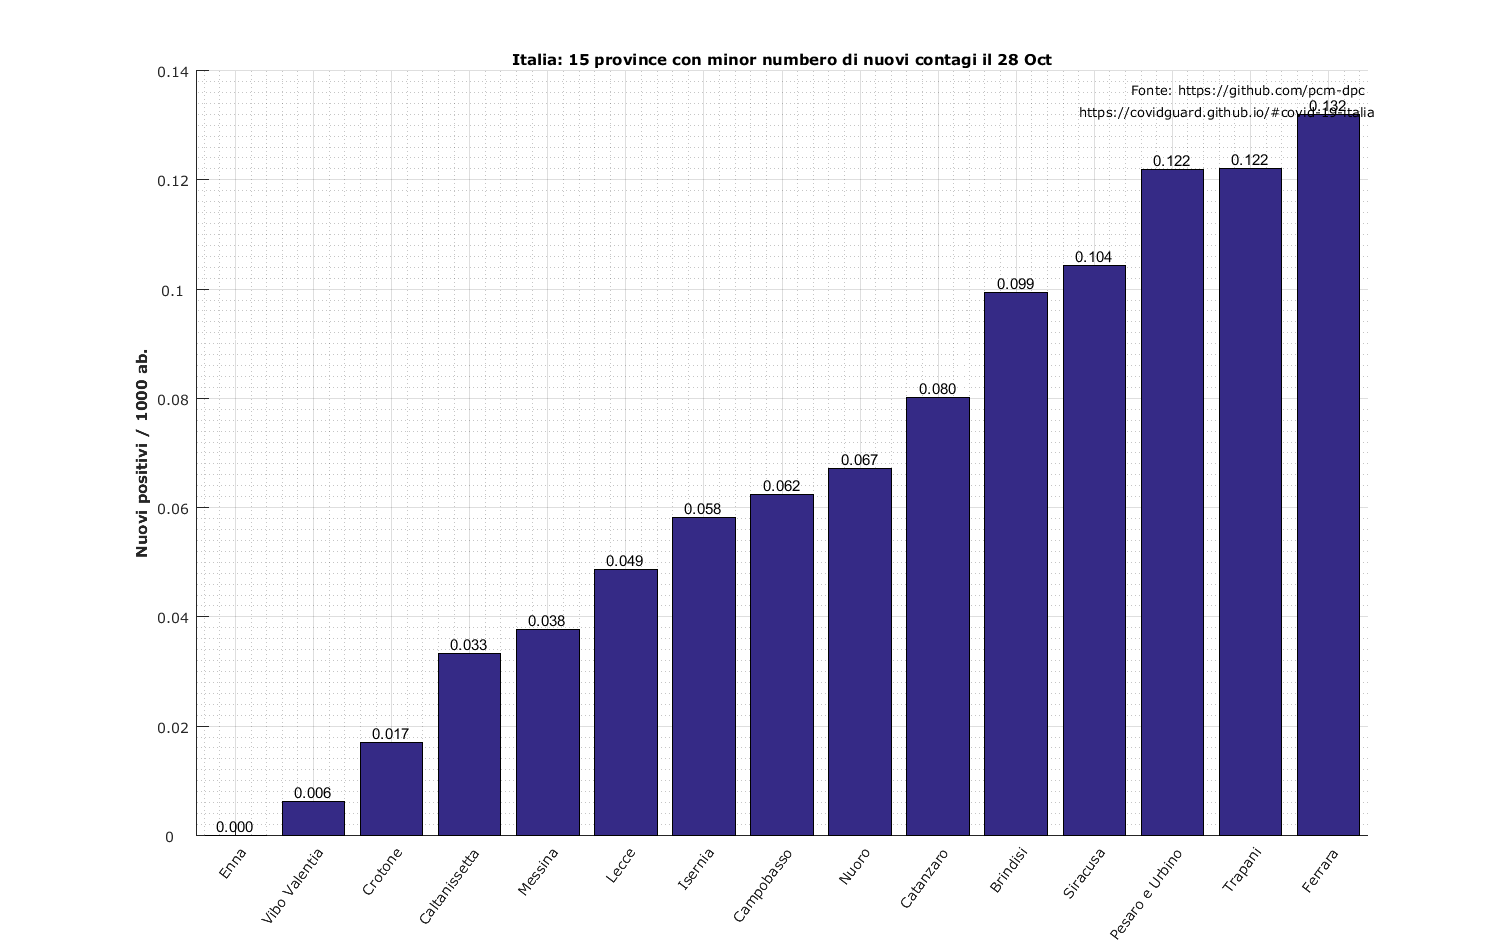 Italia: 15 province con minor numbero di nuovi contagi il 28 Oct
Fonte: https://github.com/pcm-dpc
https://covidguard.github.io/#covid-19-italia
Nuovi positivi / 1000 ab.
0.14
0.12
0.1
0.08
0.06
0.04
0.02
0
0.000
0.006
0.017
0.033
0.038
0.049
0.058
0.062
0.067
0.080
0.099
0.104
0.122
0.122
0.132
Enna
Vibo Valentia
Crotone
Caltanissetta
Messina
Lecce
Isernia
Campobasso
Nuoro
Catanzaro
Brindisi
Siracusa
Pesaro e Urbino
Trapani
Ferrara